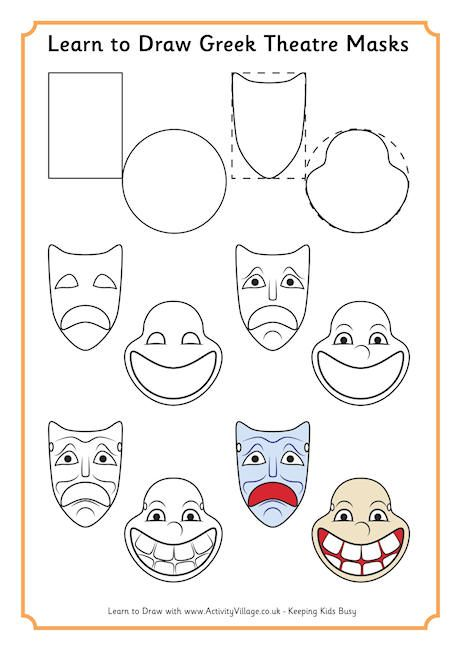 Learn to Draw Greek Theatre Masks
Learn to Draw with www.ActivityVillage.co.uk - Keeping Kids Busy